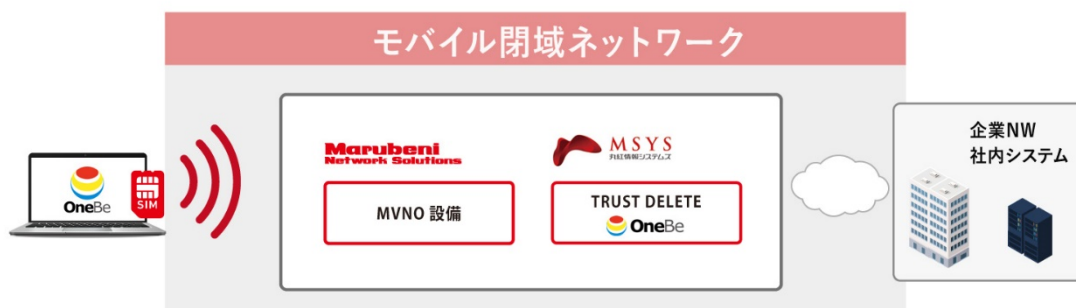 モバイル閉域ネットワーク
OneBe
SIM
Marubeni
Network Solutions
MVNO 設備
MSYS
丸紅情報システムズ
TRUST DELETE
OneBe
企業NW
社内システム